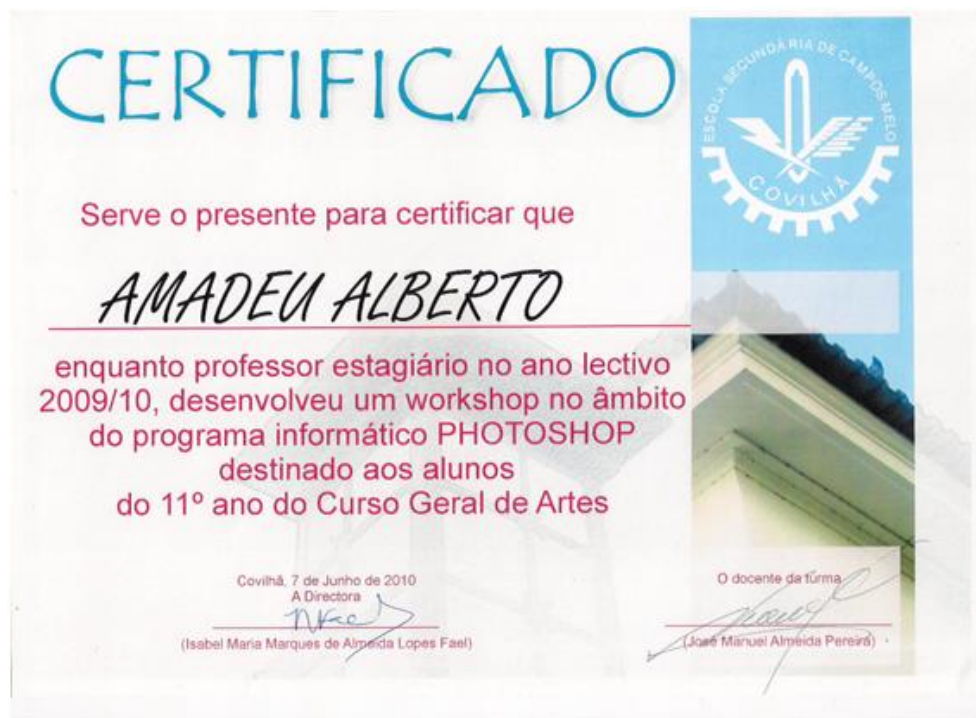 CERTIFICADO
ESCOLA SECUNDÁRIA DE CAMPOS MELO
COVILHÃ
Serve o presente para certificar que
AMADEU ALBERTO
enquanto professor estagiário no ano lectivo
2009/10, desenvolveu um workshop no âmbito
do programa informático PHOTOSHOP
destinado aos alunos
do 11º ano do Curso Geral de Artes
Covilhã, 7 de Junho de 2010
A Directora
(Isabel Maria Marques de Almeida Lopes Fael)
O docente da turma
(José Manuel Almeida Pereira)